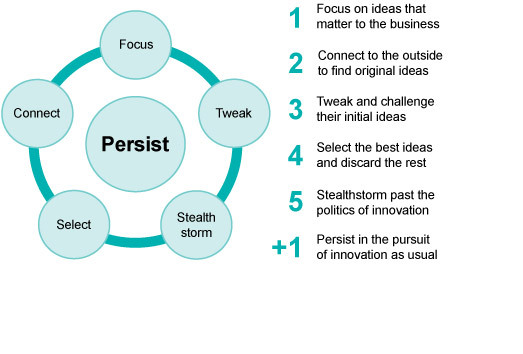 Focus
Connect
Tweak
Persist
Select
Stealth
storm
1 Focus on ideas that
matter to the business
2 Connect to the outside
to find original ideas
3 Tweak and challenge
their initial ideas
4 Select the best ideas
and discard the rest
5 Stealthstorm past the
politics of innovation
+1 Persist in the pursuit
of innovation as usual